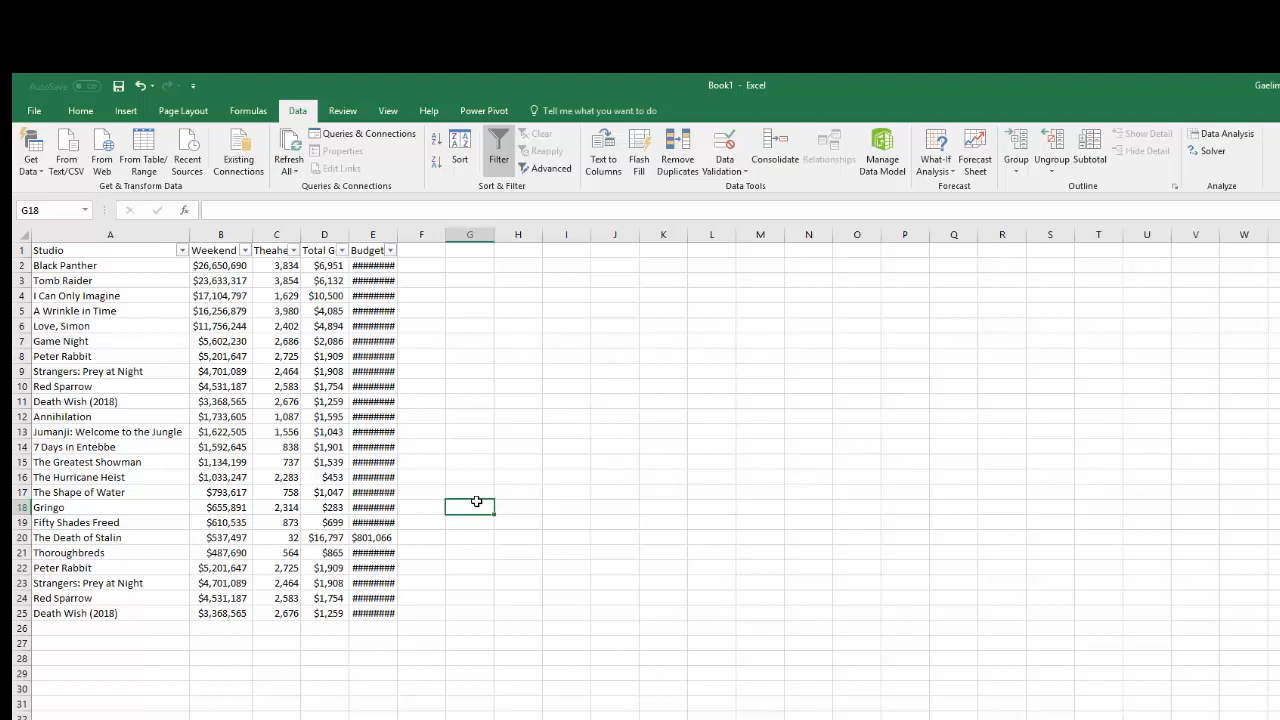 AutoSave Off
Book1 - Excel
Gaelim
File Home Insert Page Layout Formulas Data Review View Help Power Pivot Tell me what you want to do
Get Data
From Text/CSV
From Web
From Table/ Range
Recent Sources
Existing Connections
Get & Transform Data
Refresh All
Queries & Connections
Properties
Edit Links
Queries & Connections
Sort
Filter
Clear
Reapply
Advanced
Sort & Filter
Text to Columns
Flash Fill
Remove Duplicates
Data Validation
Consolidate
Relationships
Manage Data Model
Data Tools
What-If Analysis
Forecast Sheet
Forecast
Group
Ungroup
Subtotal
Show Detail
Hide Detail
Outline
Data Analysis
Solver
Analyze
G18 fx
A B C D E F G H I J K L M N O P Q R S T U V W
1 Studio Weekend Theahe Total G Budget
2 Black Panther $26,650,690 3,834 $6,951 ########
3 Tomb Raider $23,633,317 3,854 $6,132 ########
4 I Can Only Imagine $17,104,797 1,629 $10,500 ########
5 A Wrinkle in Time $16,256,879 3,980 $4,085 ########
6 Love, Simon $11,756,244 2,402 $4,894 ########
7 Game Night $5,602,230 2,686 $2,086 ########
8 Peter Rabbit $5,201,647 2,725 $1,909 ########
9 Strangers: Prey at Night $4,701,089 2,464 $1,908 ########
10 Red Sparrow $4,531,187 2,583 $1,754 ########
11 Death Wish (2018) $3,368,565 2,676 $1,259 ########
12 Annihilation $1,733,605 1,087 $1,595 ########
13 Jumanji: Welcome to the Jungle $1,622,505 1,556 $1,043 ########
14 7 Days in Entebbe $1,592,645 838 $1,901 ########
15 The Greatest Showman $1,134,199 737 $1,539 ########
16 The Hurricane Heist $1,033,247 2,283 $453 ########
17 The Shape of Water $793,617 758 $1,047 ########
18 Gringo $655,891 2,314 $283 ########
19 Fifty Shades Freed $610,535 873 $699 ########
20 The Death of Stalin $537,497 32 $16,797 $801,066
21 Thoroughbreds $487,690 564 $865 ########
22 Peter Rabbit $5,201,647 2,725 $1,909 ########
23 Strangers: Prey at Night $4,701,089 2,464 $1,908 ########
24 Red Sparrow $4,531,187 2,583 $1,754 ########
25 Death Wish (2018) $3,368,565 2,676 $1,259 ########
26
27
28
29
30
31